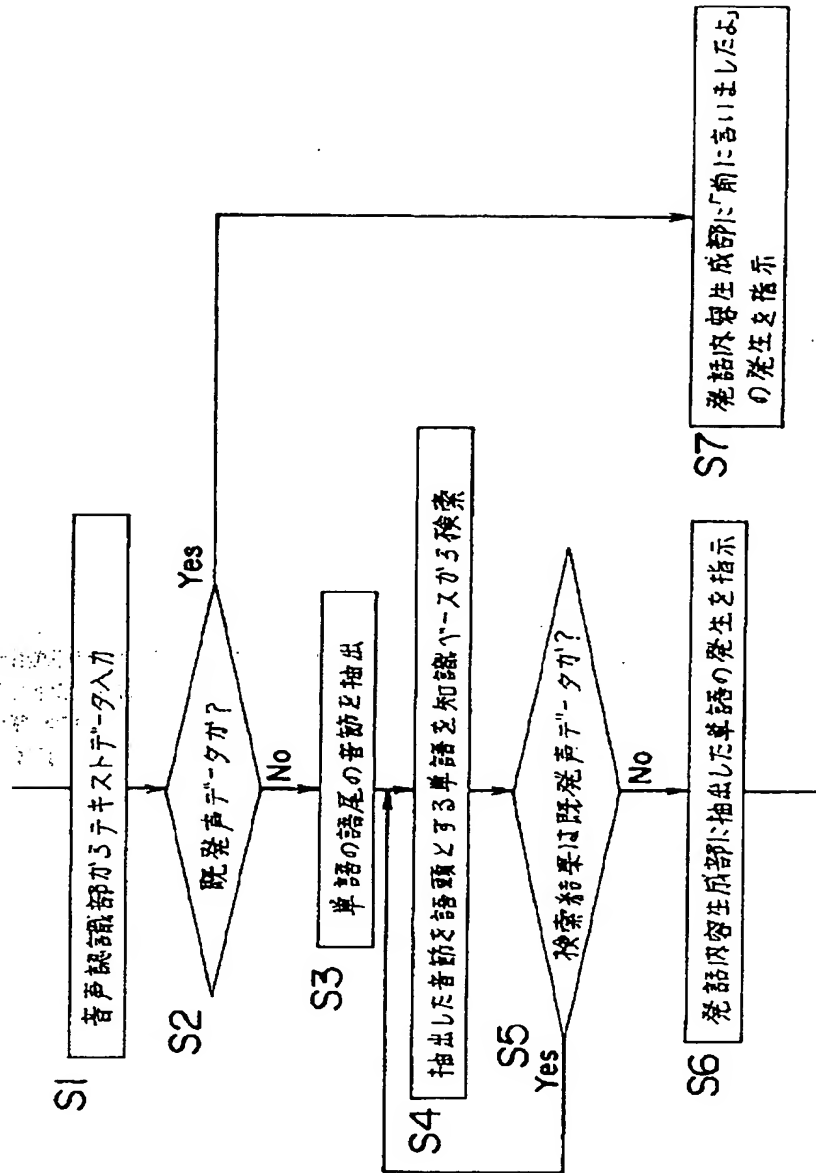 S1
音声認識部からテキストデータ入力
S2
既発声データか?
Yes
No
S3
単語の語尾の音節を抽出
S4
抽出した音節を語頭とする単語を知識ベースから検索
S5
検索結果は既発声データか?
Yes
No
S6
発話内容生成部に抽出した単語の発生を指示
S7
発話内容生成部に「前に言いましたよ」
の発生を指示